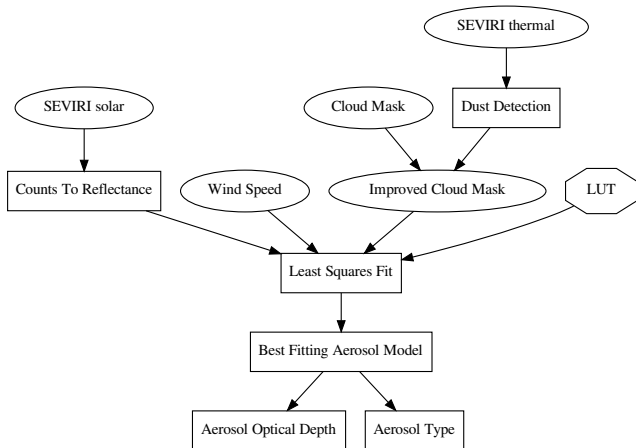 SEVIRI thermal
SEVIRI solar
Cloud Mask
Dust Detection
Counts To Reflectance
Wind Speed
Improved Cloud Mask
LUT
Least Squares Fit
Best Fitting Aerosol Model
Aerosol Optical Depth
Aerosol Type